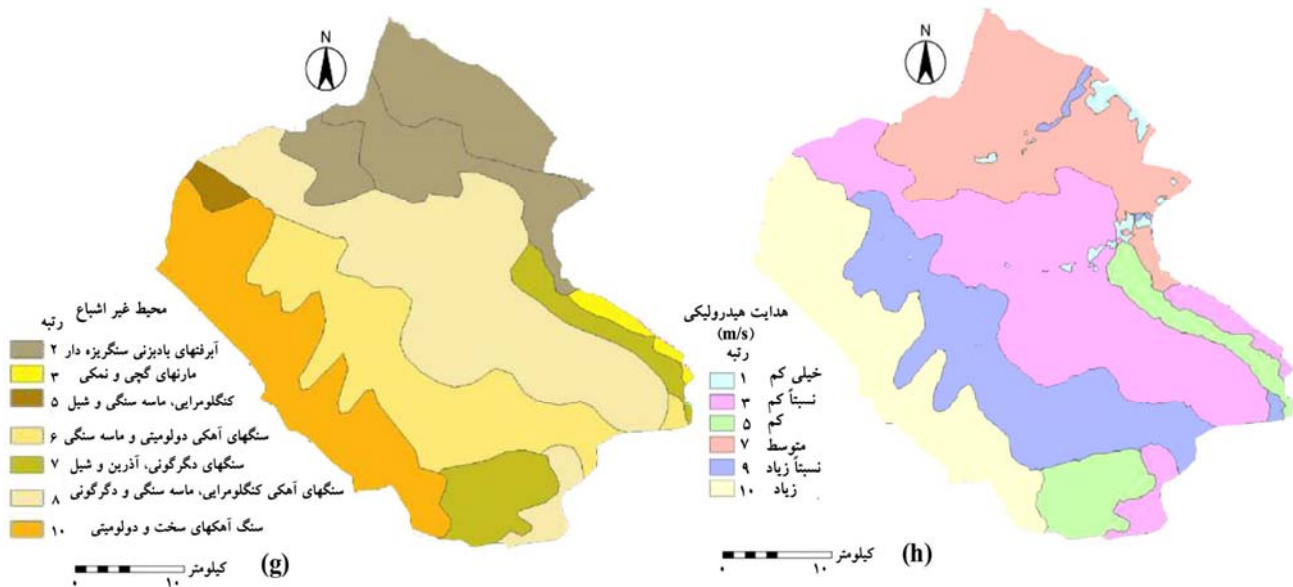 N
محیط غیر اشباع
رتبه
۲ آبرفتهای بادبزنی سنگریزه دار
۳ مارنهای گچی و نمکی
۵ کنگلومرایی، ماسه سنگی و شیل
۶ سنگهای آهکی دولومیتی و ماسه سنگی
۷ سنگهای دگرگونی، آذرین و شیل
۸ سنگهای آهکی کنگلومرایی، ماسه سنگی و دگرگونی
۱۰ سنگ آهکهای سخت و دولومیتی
کیلومتر
۰ ۱۰
(g)
N
هدایت هیدرولیکی
(m/s)
رتبه
۱ خیلی کم
۳ نسبتاً کم
۵ کم
۷ متوسط
۹ نسبتاً زیاد
۱۰ زیاد
کیلومتر
۰ ۱۰
(h)